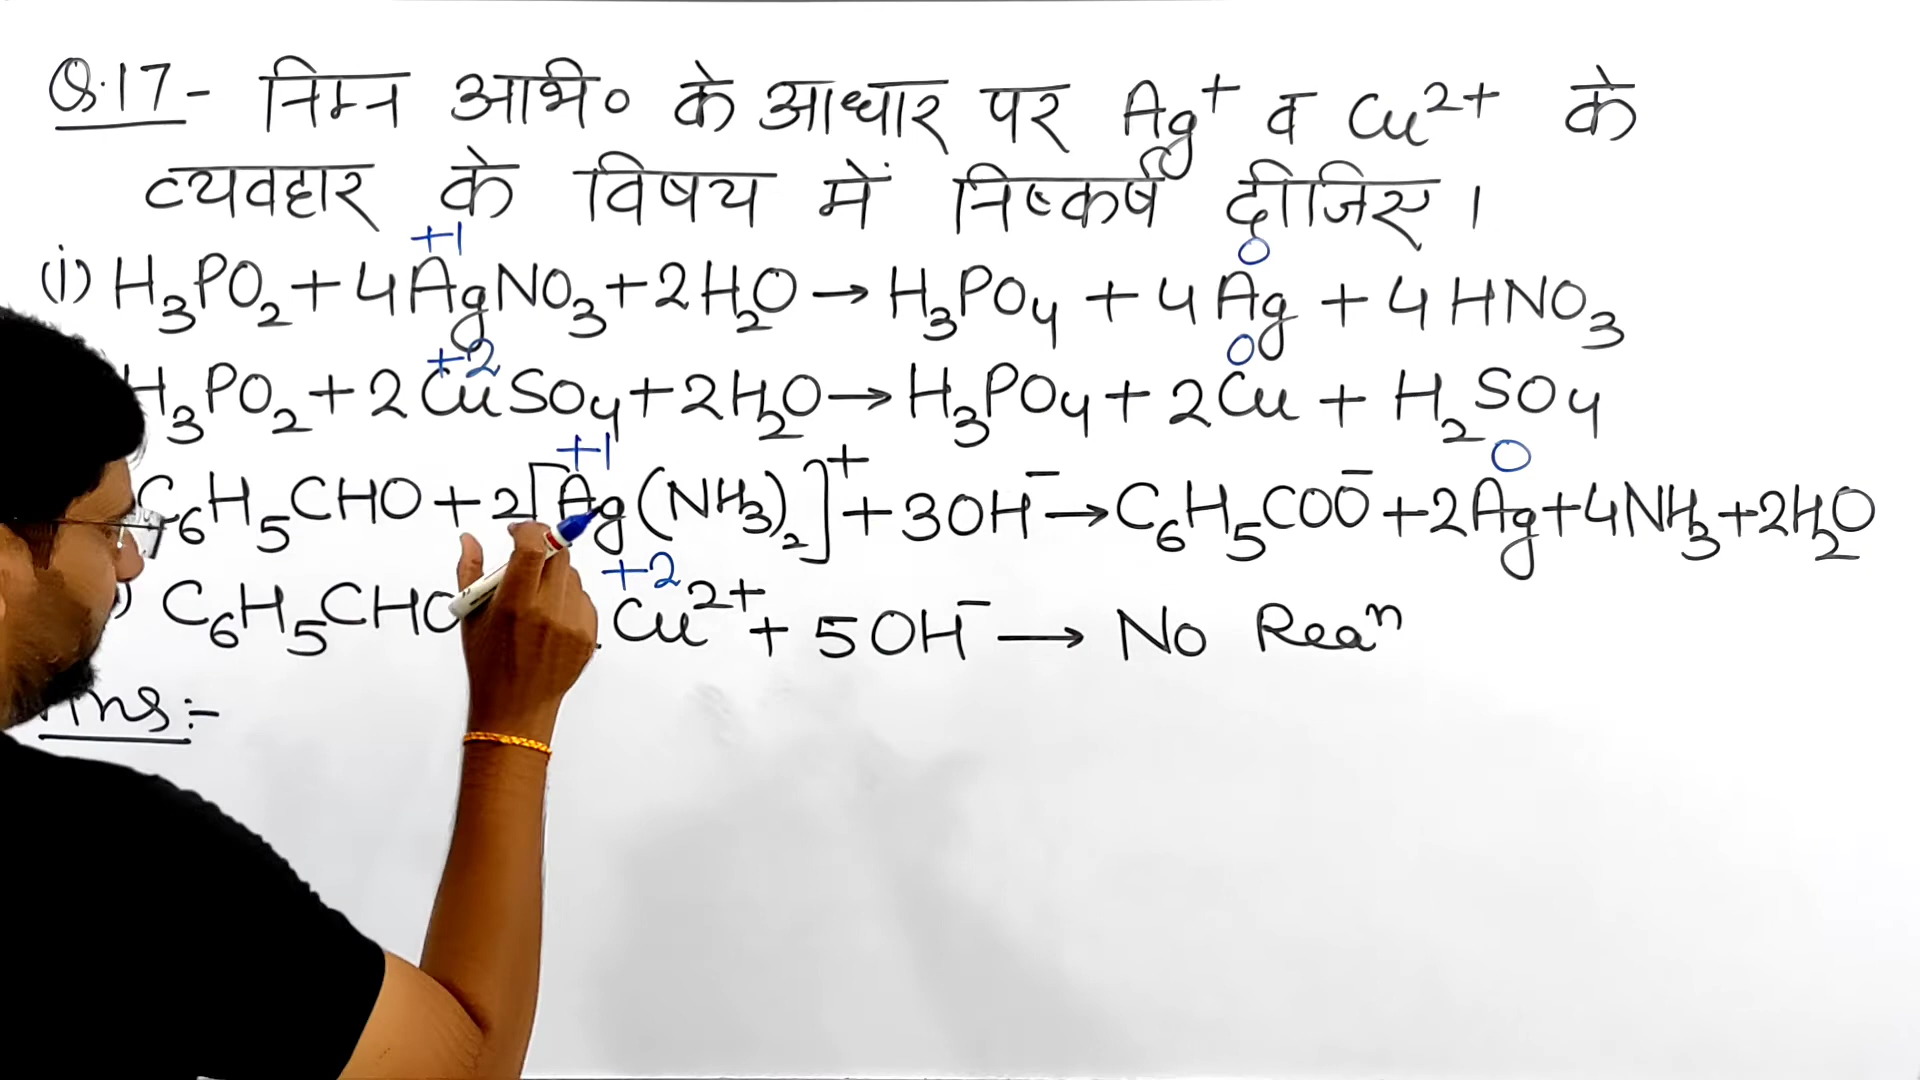 Q.17- निम्न अभि० के आधार पर Ag⁺ व Cu²⁺ के
व्यवहार के विषय में निष्कर्ष दीजिए।
+1 0
(i) H₃PO₂ + 4AgNO₃ + 2H₂O → H₃PO₄ + 4Ag + 4HNO₃
+2 0
H₃PO₂ + 2CuSO₄ + 2H₂O → H₃PO₄ + 2Cu + H₂SO₄
+1 0
C₆H₅CHO + 2[Ag(NH₃)₂]⁺ + 3OH⁻ → C₆H₅COO⁻ + 2Ag + 4NH₃ + 2H₂O
+2
) C₆H₅CHO Cu²⁺ + 5OH⁻ → No Reaⁿ
Ans:-